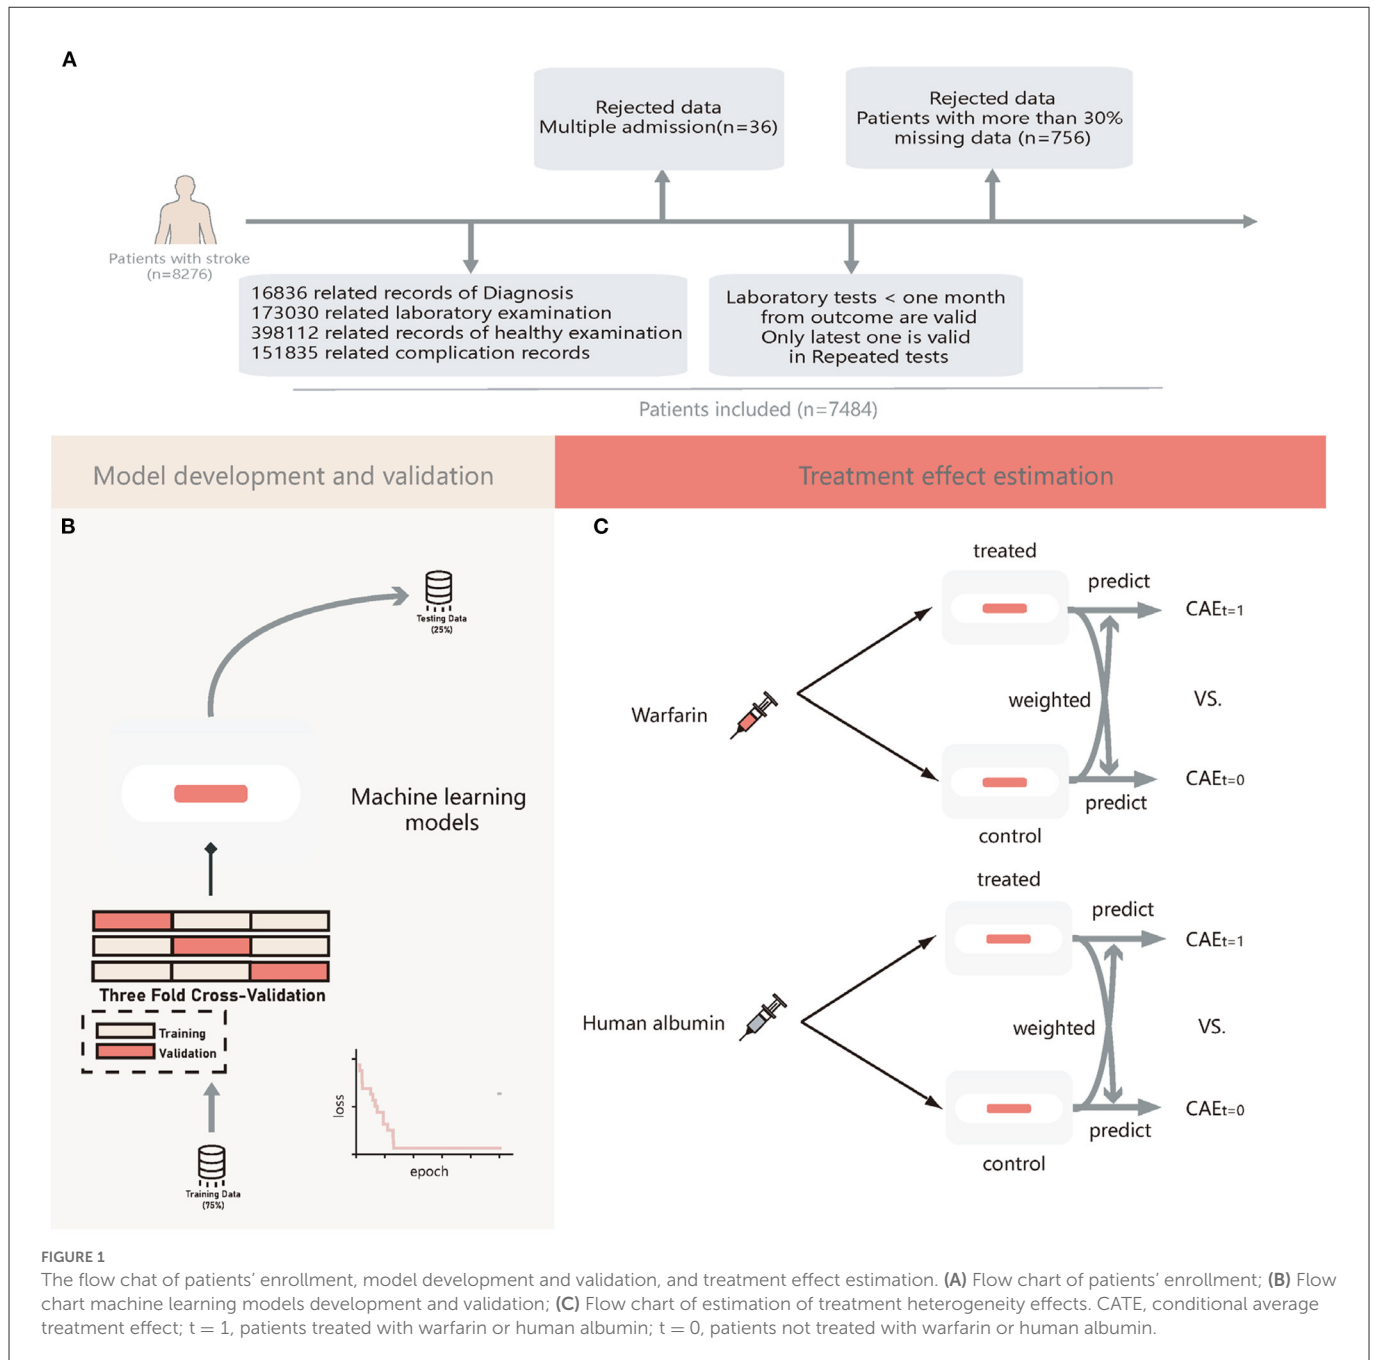 A
Rejected data
Multiple admission(n=36)
Rejected data
Patients with more than 30%
missing data (n=756)
Patients with stroke
(n=8276)
16836 related records of Diagnosis
173030 related laboratory examination
398112 related records of healthy examination
151835 related complication records
Laboratory tests < one month
from outcome are valid
Only latest one is valid
in Repeated tests
Patients included (n=7484)
Model development and validation
Treatment effect estimation
B
Testing Data
(25%)
Machine learning
models
Three Fold Cross-Validation
Training
Validation
loss
epoch
Training Data
(75%)
C
treated
predict
CAEt=1
Warfarin
weighted
VS.
CAEt=0
predict
control
treated
predict
CAEt=1
Human albumin
weighted
VS.
CAEt=0
predict
control
FIGURE 1
The flow chat of patients’ enrollment, model development and validation, and treatment effect estimation. (A) Flow chart of patients’ enrollment; (B) Flow
chart machine learning models development and validation; (C) Flow chart of estimation of treatment heterogeneity effects. CATE, conditional average
treatment effect; t = 1, patients treated with warfarin or human albumin; t = 0, patients not treated with warfarin or human albumin.